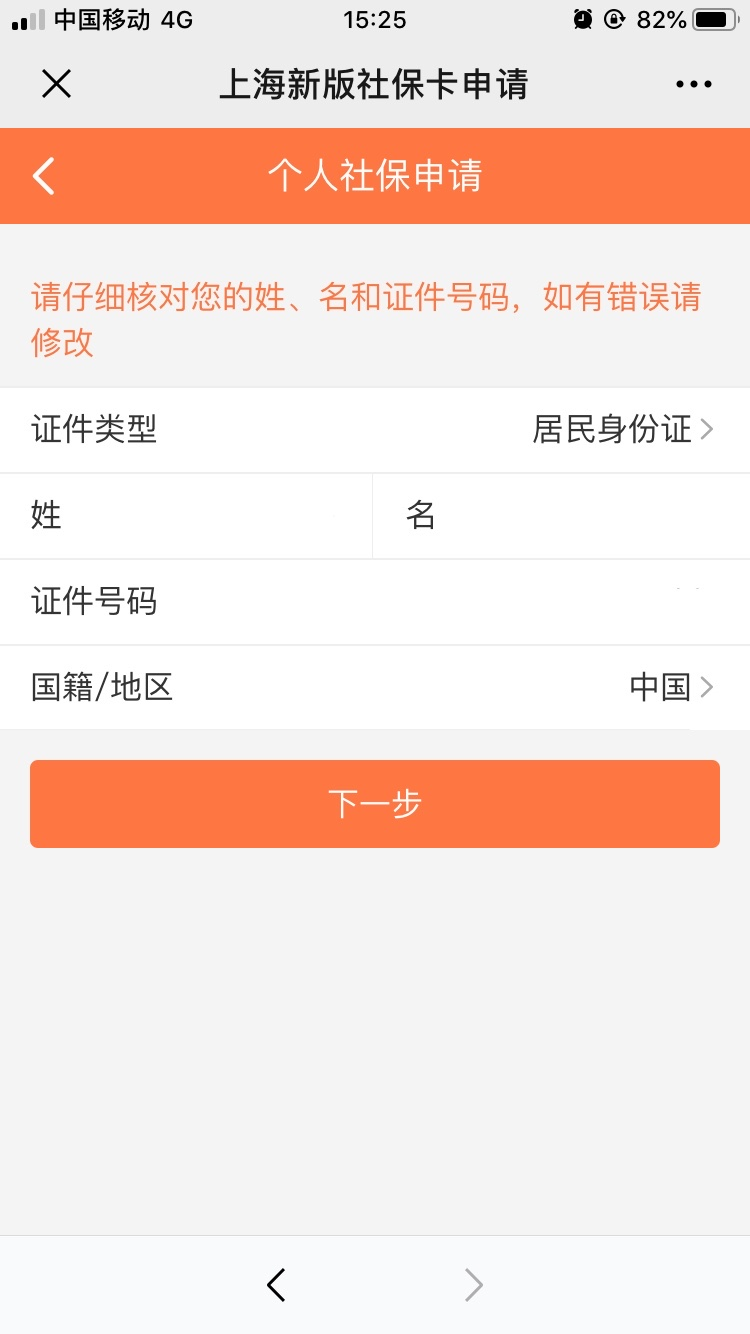 中国移动 4G 15:25 82%
上海新版社保卡申请
个人社保申请
请仔细核对您的姓、名和证件号码，如有错误请
修改
证件类型 居民身份证
姓 名
证件号码
国籍/地区 中国
下一步